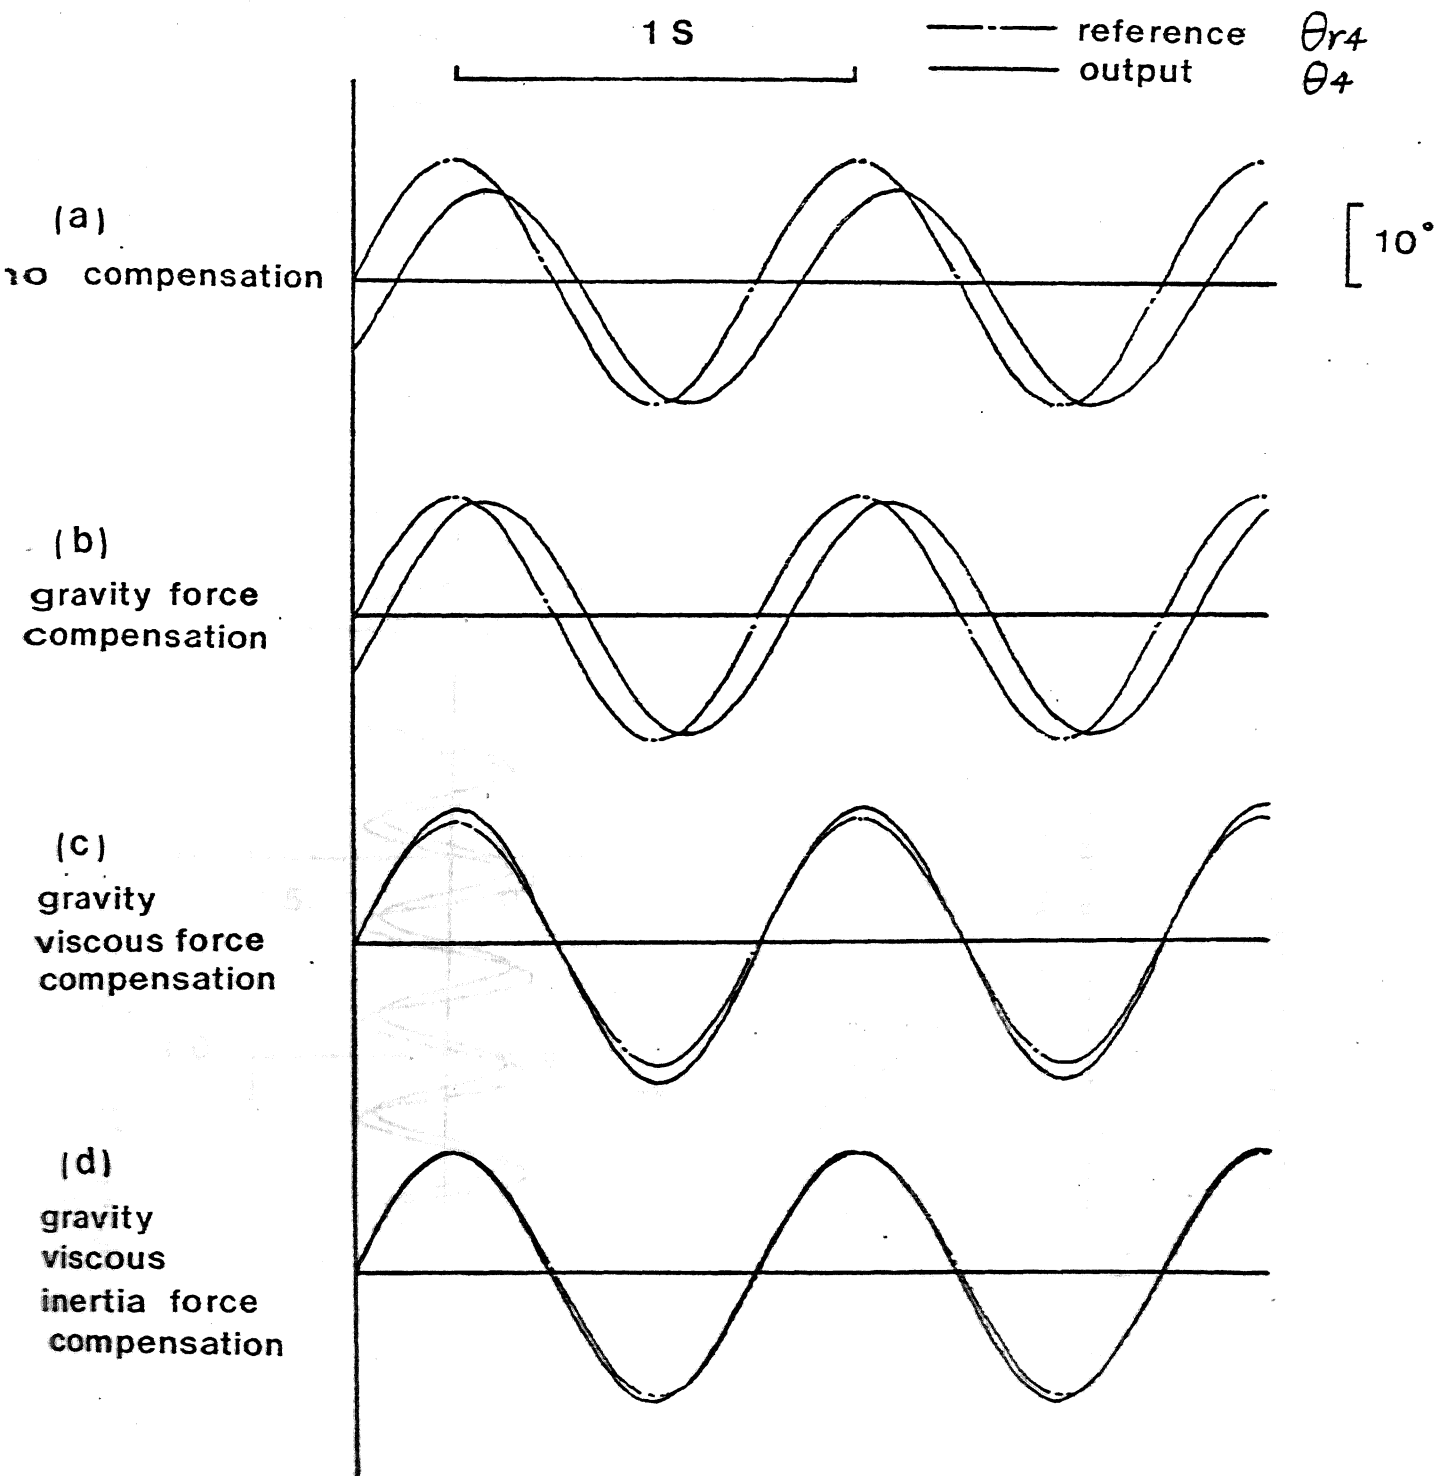 1 S
reference θr4
output θ4
(a)
no compensation
10°
(b)
gravity force
compensation
(c)
gravity
viscous force
compensation
(d)
gravity
viscous
inertia force
compensation